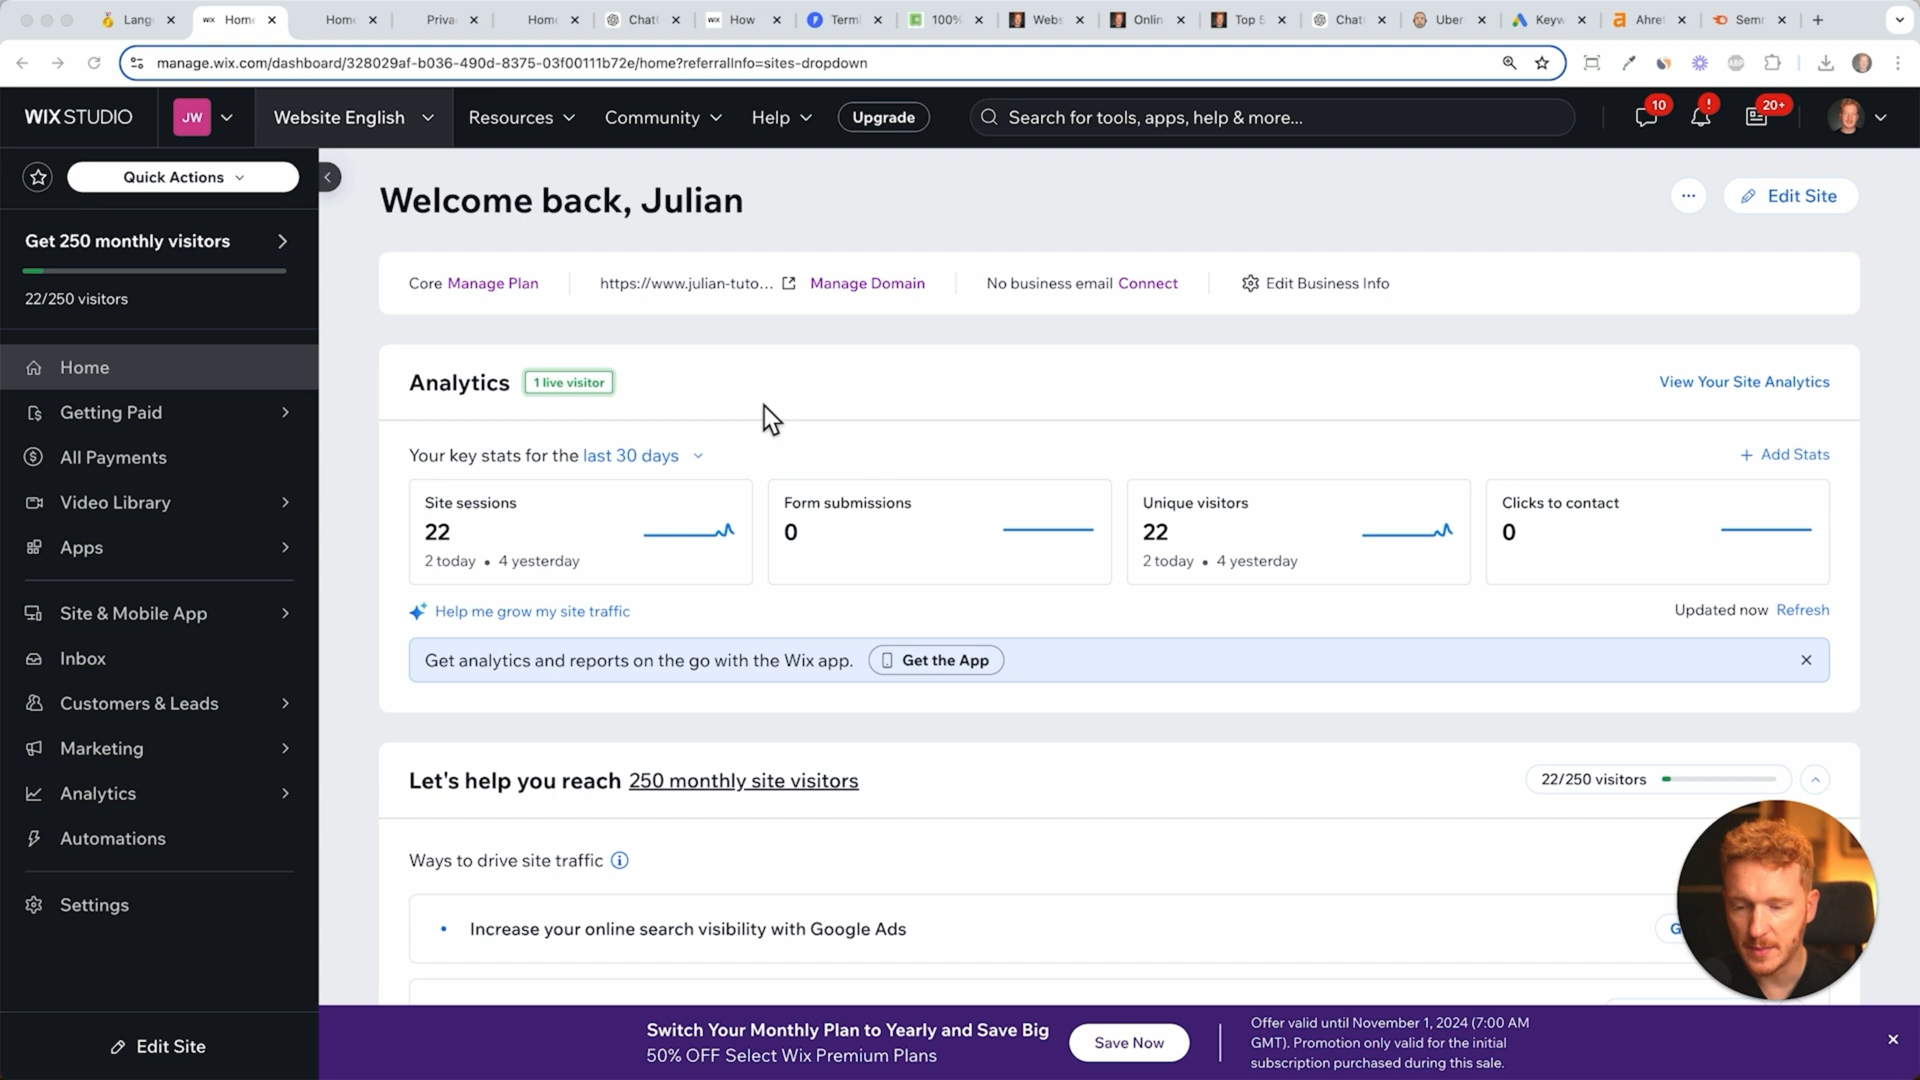 Lang
WIX Home
Home
Priva
Home
ChatG
WIX How
Term
100%
Webs
Onlin
Top 5
Chat
Uber
Keyw
Ahre
Sem
manage.wix.com/dashboard/328029af-b036-490d-8375-03f00111b72e/home?referralInfo=sites-dropdown
ABP
WIX STUDIO
JW
Website English
Resources
Community
Help
Upgrade
Search for tools, apps, help & more...
10
!
20+
Quick Actions
Get 250 monthly visitors
22/250 visitors
Home
Getting Paid
All Payments
Video Library
Apps
Site & Mobile App
Inbox
Customers & Leads
Marketing
Analytics
Automations
Settings
Edit Site
Welcome back, Julian
Edit Site
Core Manage Plan
https://www.julian-tuto... Manage Domain
No business email Connect
Edit Business Info
Analytics
1 live visitor
View Your Site Analytics
Your key stats for the last 30 days
+ Add Stats
Site sessions
22
2 today • 4 yesterday
Form submissions
0
Unique visitors
22
2 today • 4 yesterday
Clicks to contact
0
Help me grow my site traffic
Updated now Refresh
Get analytics and reports on the go with the Wix app.
Get the App
Let's help you reach 250 monthly site visitors
22/250 visitors
Ways to drive site traffic
Increase your online search visibility with Google Ads
G
Switch Your Monthly Plan to Yearly and Save Big
50% OFF Select Wix Premium Plans
Save Now
Offer valid until November 1, 2024 (7:00 AM
GMT). Promotion only valid for the initial
subscription purchased during this sale.